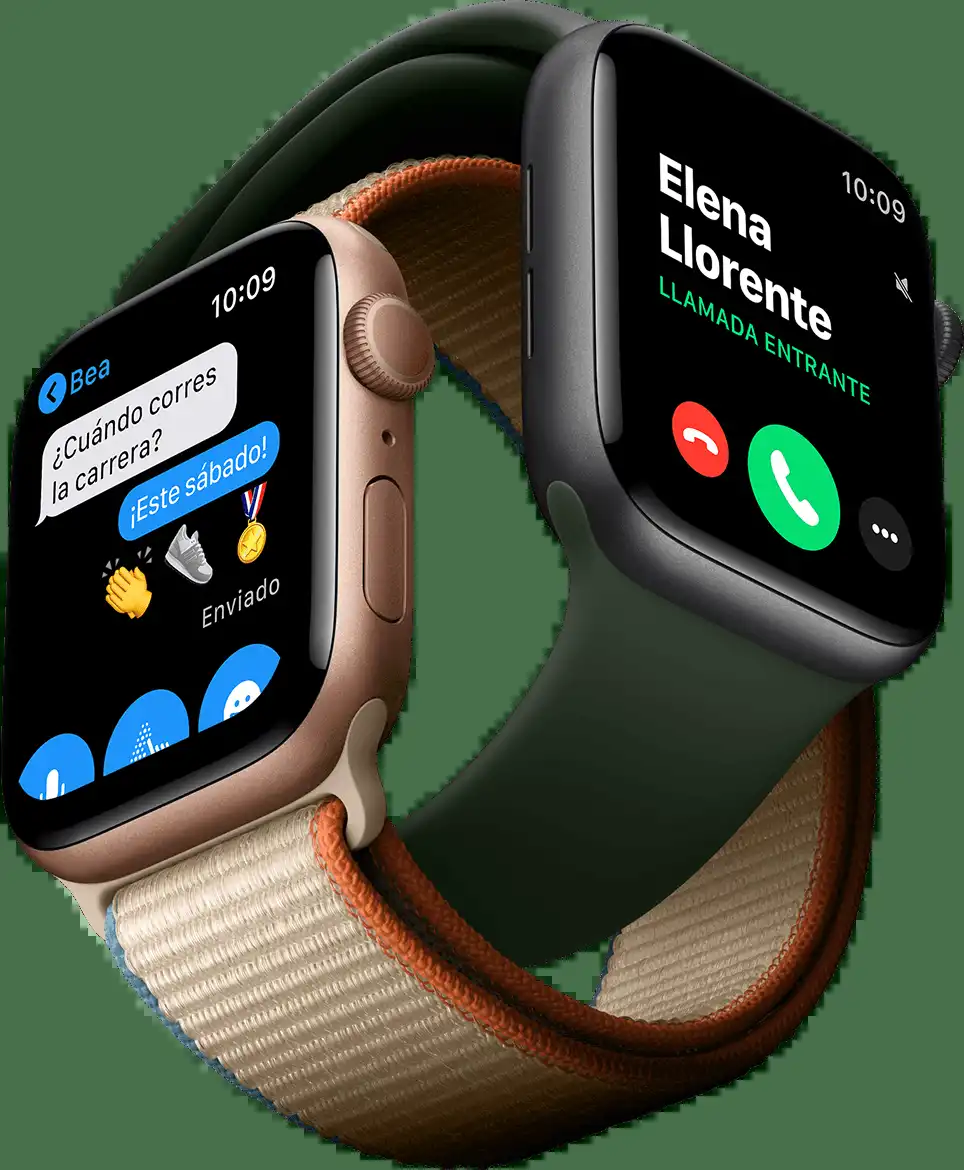 10:09
Bea
¿Cuándo corres
la carrera?
¡Este sábado!
Enviado
10:09
Elena
Llorente
LLAMADA ENTRANTE